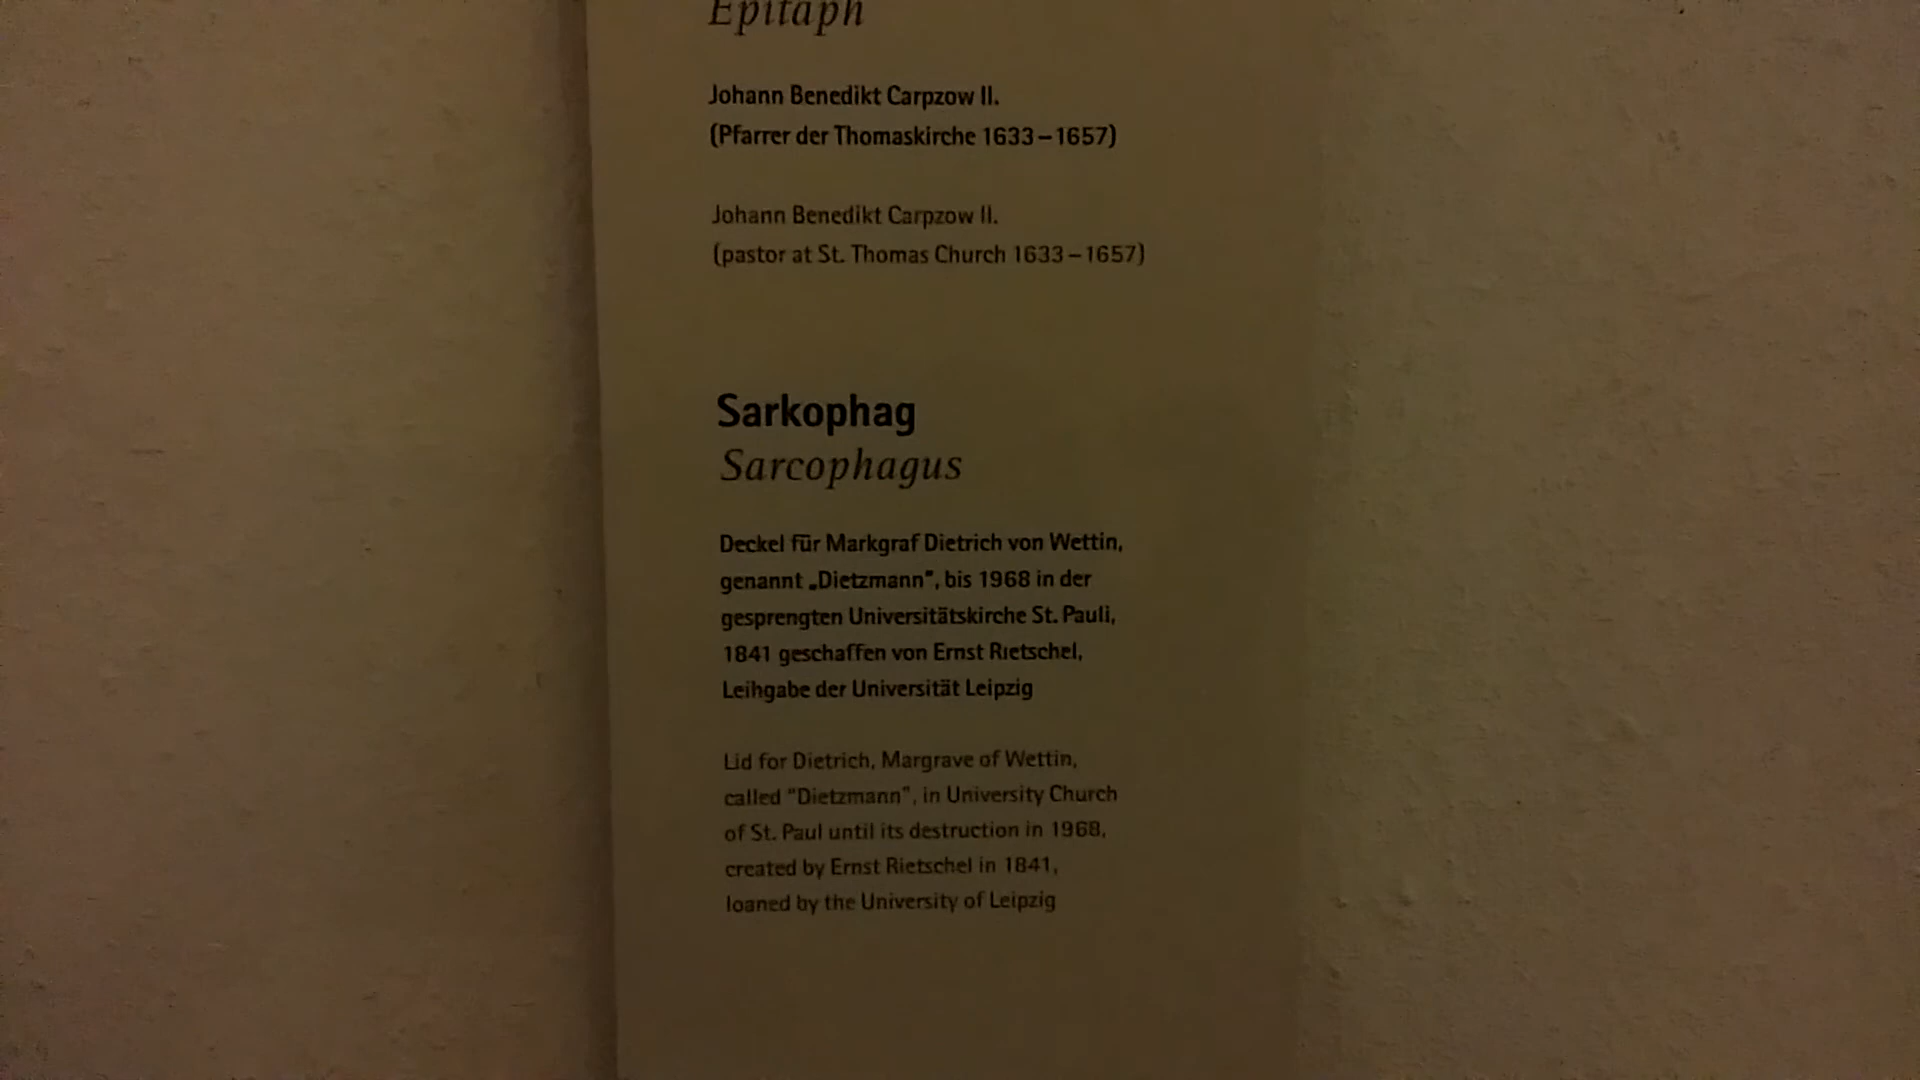 Epitaph
Johann Benedikt Carpzow II.
(Pfarrer der Thomaskirche 1633–1657)
Johann Benedikt Carpzow II.
(pastor at St. Thomas Church 1633–1657)
Sarkophag
Sarcophagus
Deckel für Markgraf Dietrich von Wettin,
genannt „Dietzmann", bis 1968 in der
gesprengten Universitätskirche St. Pauli,
1841 geschaffen von Ernst Rietschel,
Leihgabe der Universität Leipzig
Lid for Dietrich, Margrave of Wettin,
called "Dietzmann", in University Church
of St. Paul until its destruction in 1968,
created by Ernst Rietschel in 1841,
loaned by the University of Leipzig